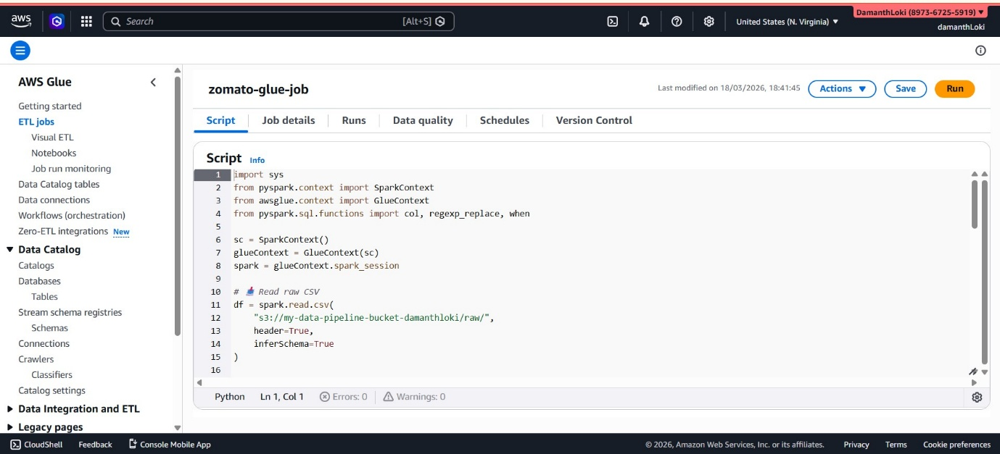 aws
Search
[Alt+S]
United States (N. Virginia)
DamanthLoki (8973-6725-5919)
damanthLoki
AWS Glue
Getting started
ETL jobs
Visual ETL
Notebooks
Job run monitoring
Data Catalog tables
Data connections
Workflows (orchestration)
Zero-ETL integrations New
Data Catalog
Catalogs
Databases
Tables
Stream schema registries
Schemas
Connections
Crawlers
Classifiers
Catalog settings
Data Integration and ETL
Legacy pages
zomato-glue-job
Last modified on 18/03/2026, 18:41:45
Actions
Save
Run
Script
Job details
Runs
Data quality
Schedules
Version Control
Script Info
1 import sys
2 from pyspark.context import SparkContext
3 from awsglue.context import GlueContext
4 from pyspark.sql.functions import col, regexp_replace, when
5
6 sc = SparkContext()
7 glueContext = GlueContext(sc)
8 spark = glueContext.spark_session
9
10 # 📥 Read raw CSV
11 df = spark.read.csv(
12     "s3://my-data-pipeline-bucket-damanthloki/raw/",
13     header=True,
14     inferSchema=True
15 )
16
Python Ln 1, Col 1 Errors: 0 Warnings: 0
CloudShell Feedback Console Mobile App
© 2026, Amazon Web Services, Inc. or its affiliates. Privacy Terms Cookie preferences